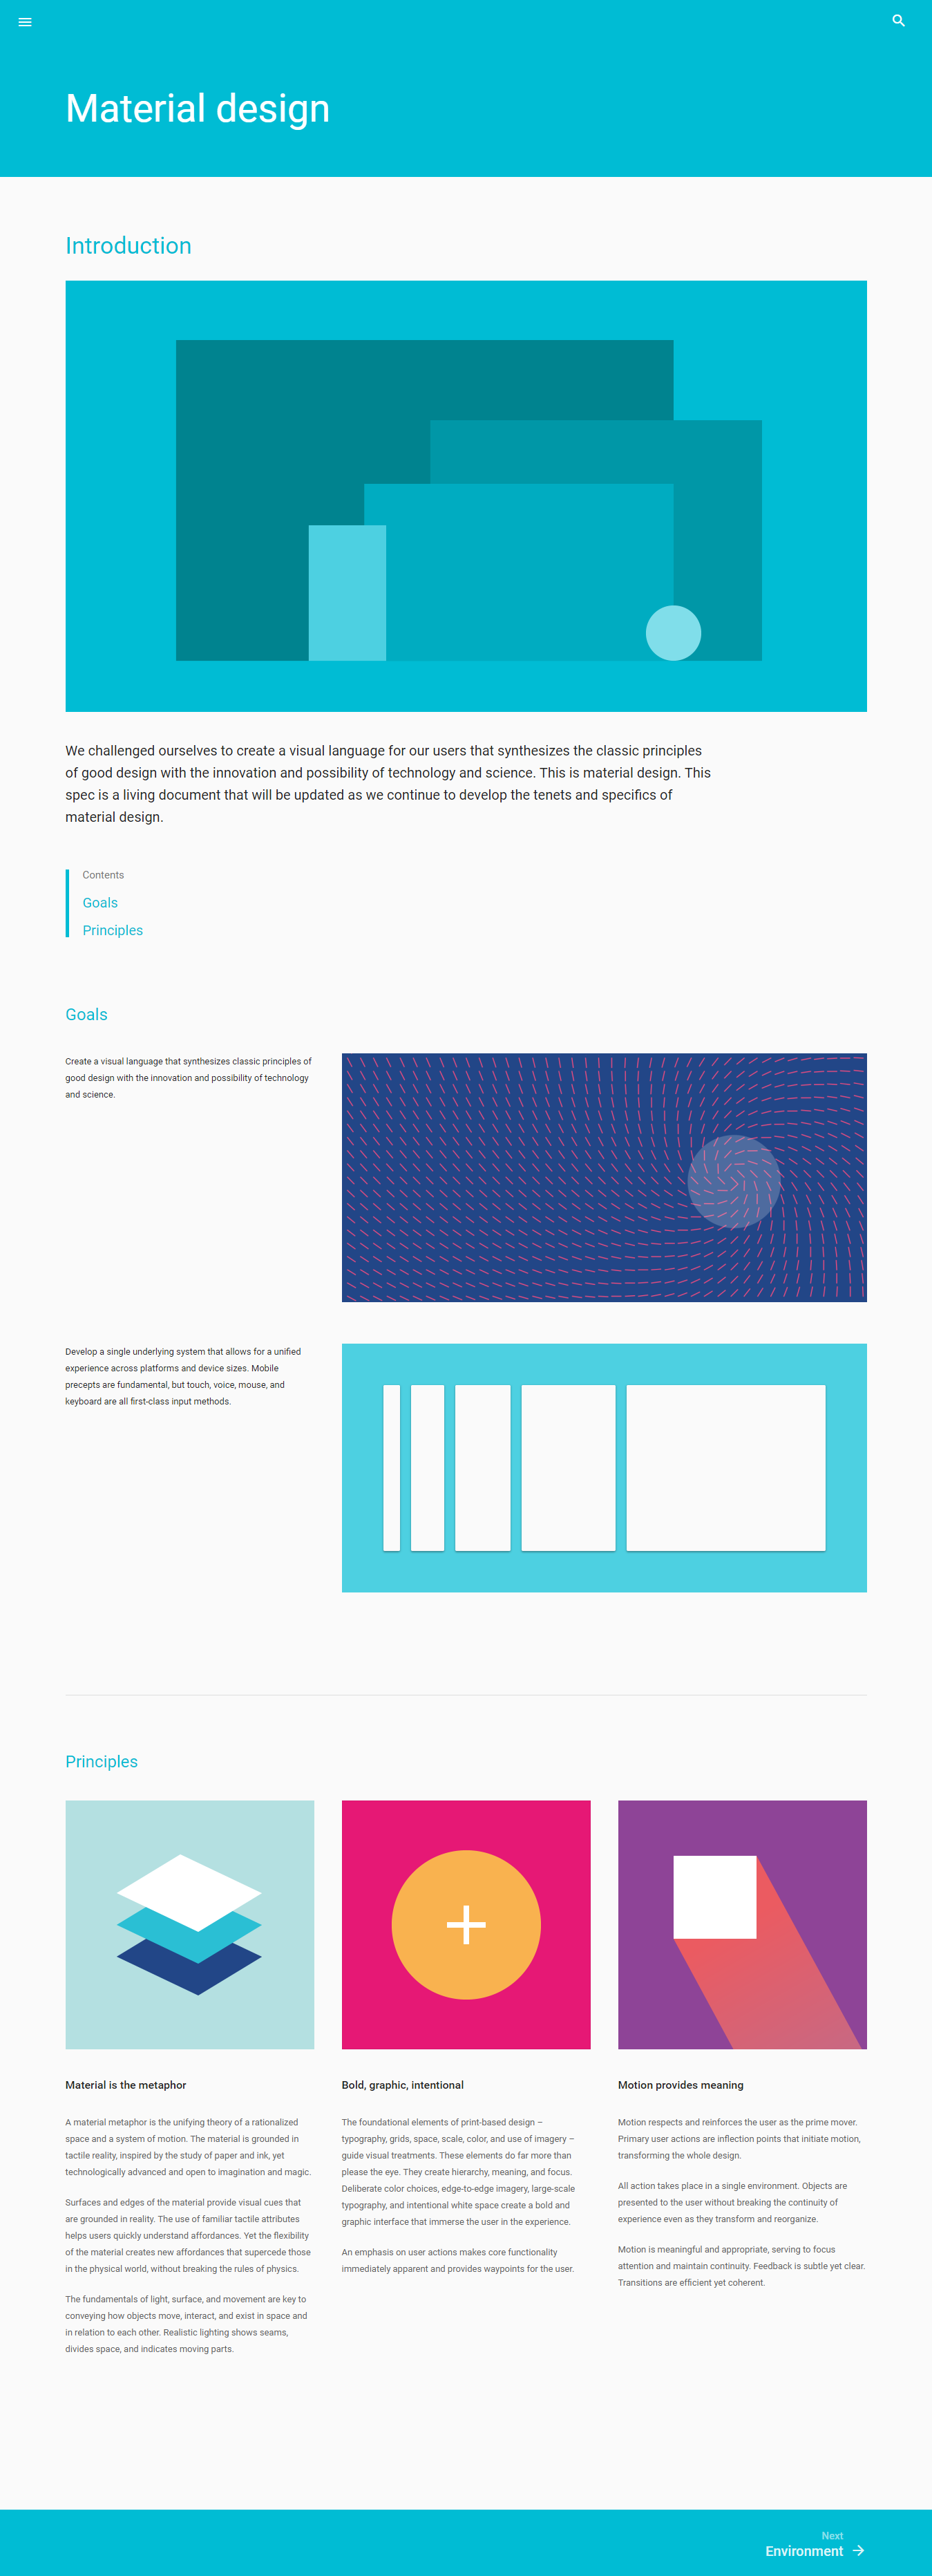 Material design
Introduction
We challenged ourselves to create a visual language for our users that synthesizes the classic principles
of good design with the innovation and possibility of technology and science. This is material design. This
spec is a living document that will be updated as we continue to develop the tenets and specifics of
material design.
Contents
Goals
Principles
Goals
Create a visual language that synthesizes classic principles of
good design with the innovation and possibility of technology
and science.
Develop a single underlying system that allows for a unified
experience across platforms and device sizes. Mobile
precepts are fundamental, but touch, voice, mouse, and
keyboard are all first-class input methods.
Principles
Material is the metaphor
A material metaphor is the unifying theory of a rationalized
space and a system of motion. The material is grounded in
tactile reality, inspired by the study of paper and ink, yet
technologically advanced and open to imagination and magic.
Surfaces and edges of the material provide visual cues that
are grounded in reality. The use of familiar tactile attributes
helps users quickly understand affordances. Yet the flexibility
of the material creates new affordances that supercede those
in the physical world, without breaking the rules of physics.
The fundamentals of light, surface, and movement are key to
conveying how objects move, interact, and exist in space and
in relation to each other. Realistic lighting shows seams,
divides space, and indicates moving parts.
Bold, graphic, intentional
The foundational elements of print-based design –
typography, grids, space, scale, color, and use of imagery –
guide visual treatments. These elements do far more than
please the eye. They create hierarchy, meaning, and focus.
Deliberate color choices, edge-to-edge imagery, large-scale
typography, and intentional white space create a bold and
graphic interface that immerse the user in the experience.
An emphasis on user actions makes core functionality
immediately apparent and provides waypoints for the user.
Motion provides meaning
Motion respects and reinforces the user as the prime mover.
Primary user actions are inflection points that initiate motion,
transforming the whole design.
All action takes place in a single environment. Objects are
presented to the user without breaking the continuity of
experience even as they transform and reorganize.
Motion is meaningful and appropriate, serving to focus
attention and maintain continuity. Feedback is subtle yet clear.
Transitions are efficient yet coherent.
Next
Environment